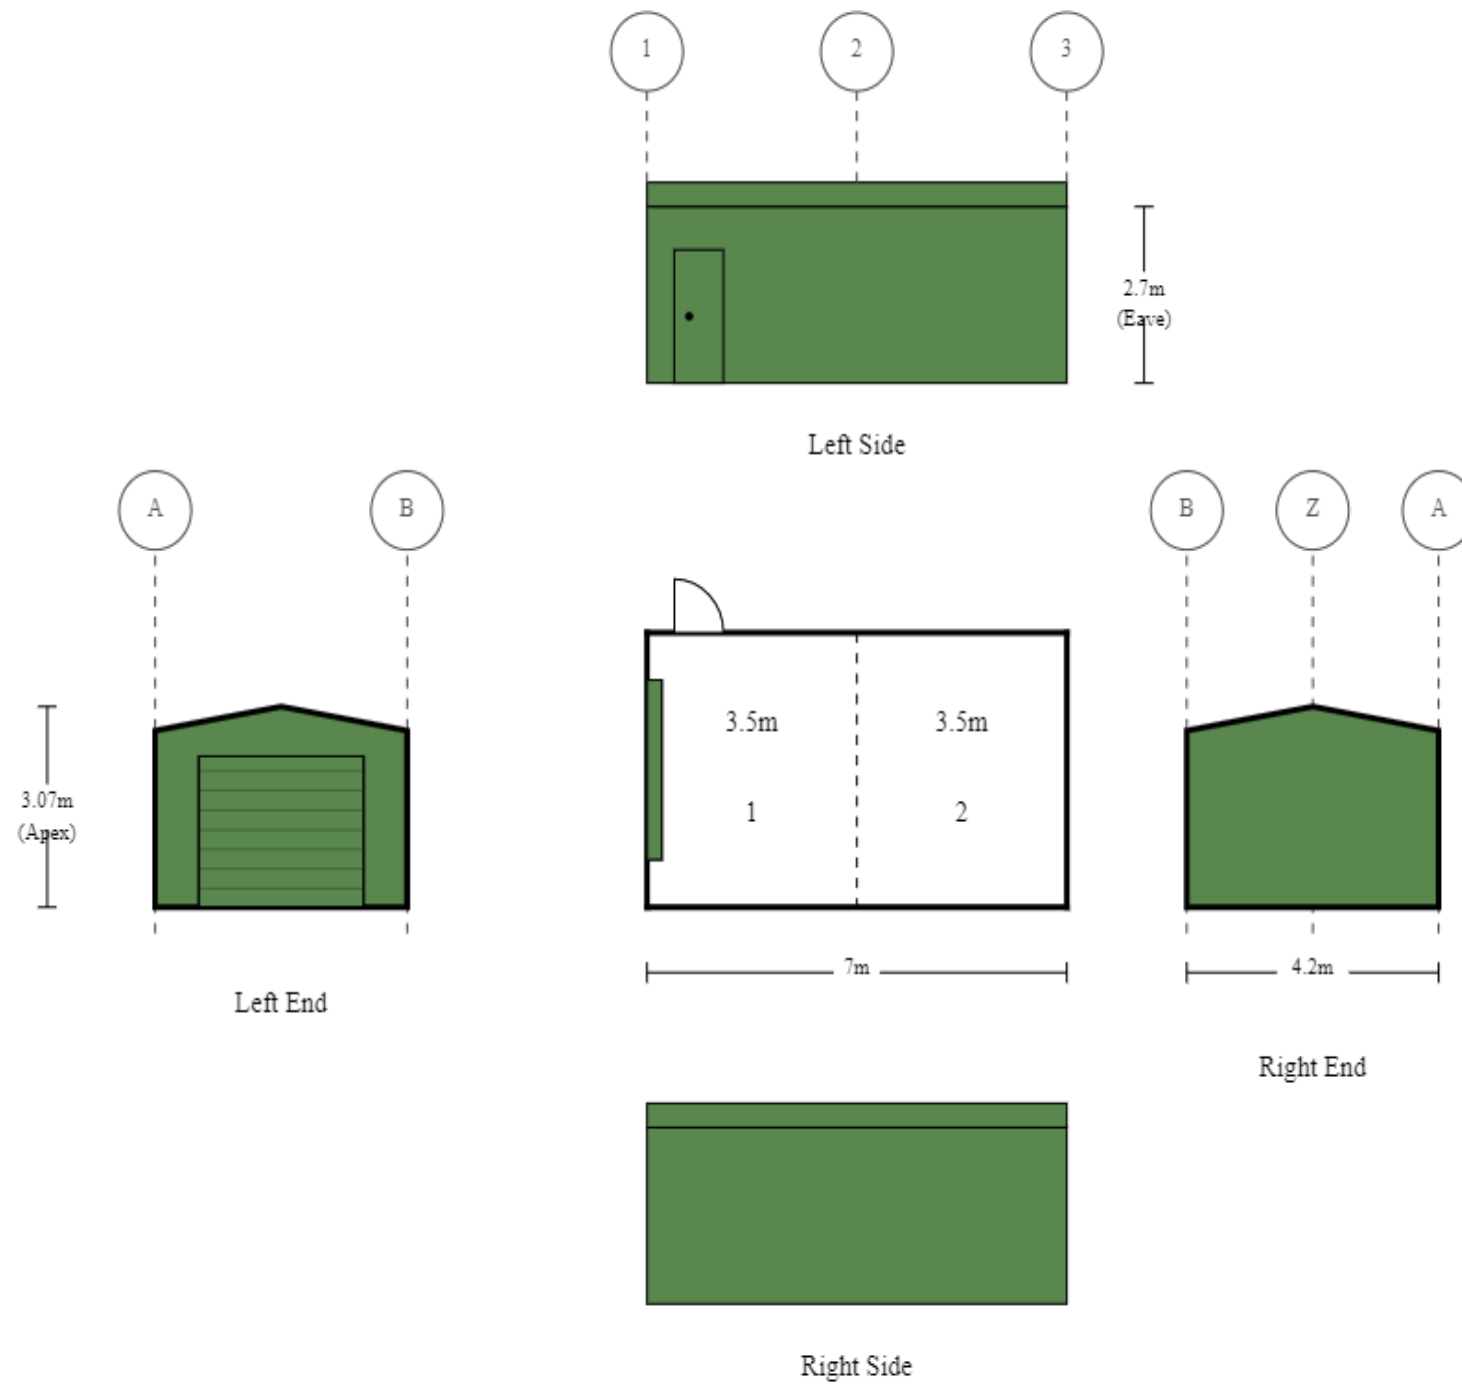 1 2 3
2.7m
(Eave)
Left Side
A B B Z A
3.5m 3.5m
3.07m
(Apex)
1 2
7m 4.2m
Left End
Right End
Right Side